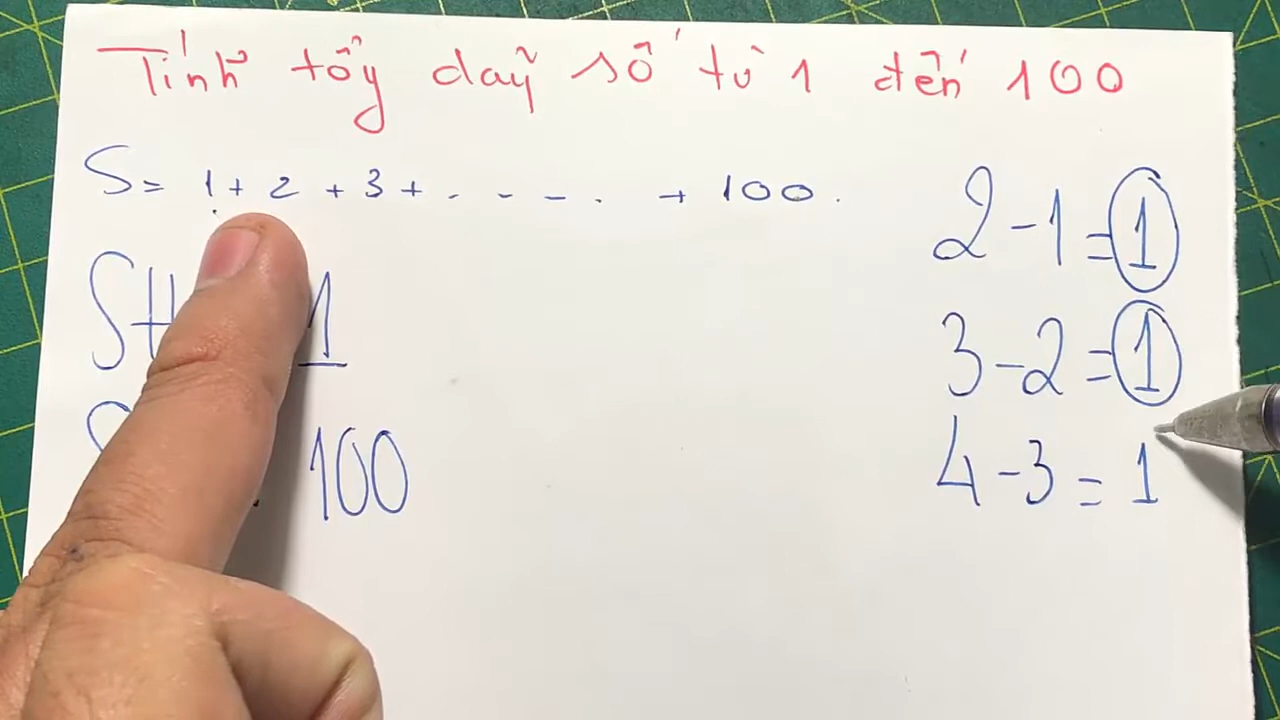 Tính tổng dãy số từ 1 đến 100
S = 1 + 2 + 3 + . - - - . + 100.
2 - 1 = 1
1
3 - 2 = 1
100
4 - 3 = 1